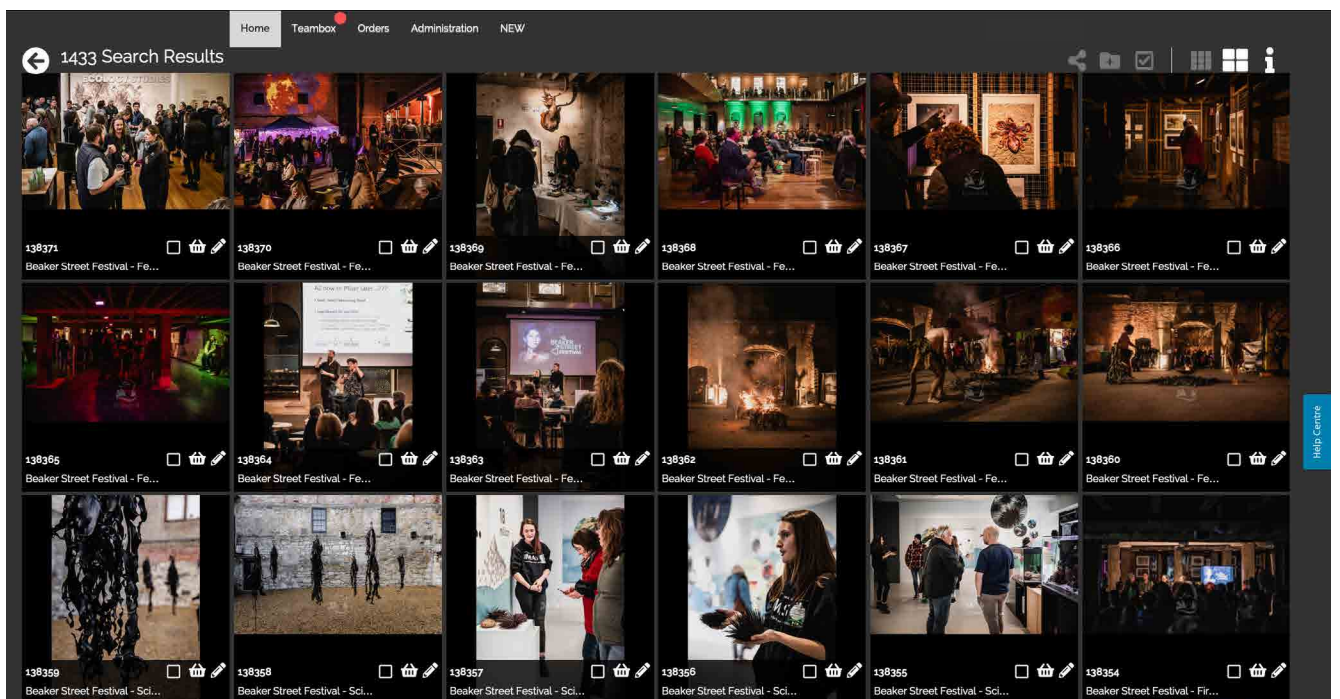 Home Teambox Orders Administration NEW
1433 Search Results
ECOLOGY STUDIES
138371 138370 138369 138368 138367 138366
Beaker Street Festival - Fe... Beaker Street Festival - Fe... Beaker Street Festival - Fe... Beaker Street Festival - Fe... Beaker Street Festival - Fe... Beaker Street Festival - Fe...
BEAKER
STREET
FESTIVAL
138365 138364 138363 138362 138361 138360
Beaker Street Festival - Fe... Beaker Street Festival - Fe... Beaker Street Festival - Fe... Beaker Street Festival - Fe... Beaker Street Festival - Fe... Beaker Street Festival - Fe...
Help Centre
138359 138358 138357 138356 138355 138354
Beaker Street Festival - Sci... Beaker Street Festival - Sci... Beaker Street Festival - Sci... Beaker Street Festival - Sci... Beaker Street Festival - Sci... Beaker Street Festival - Fir...